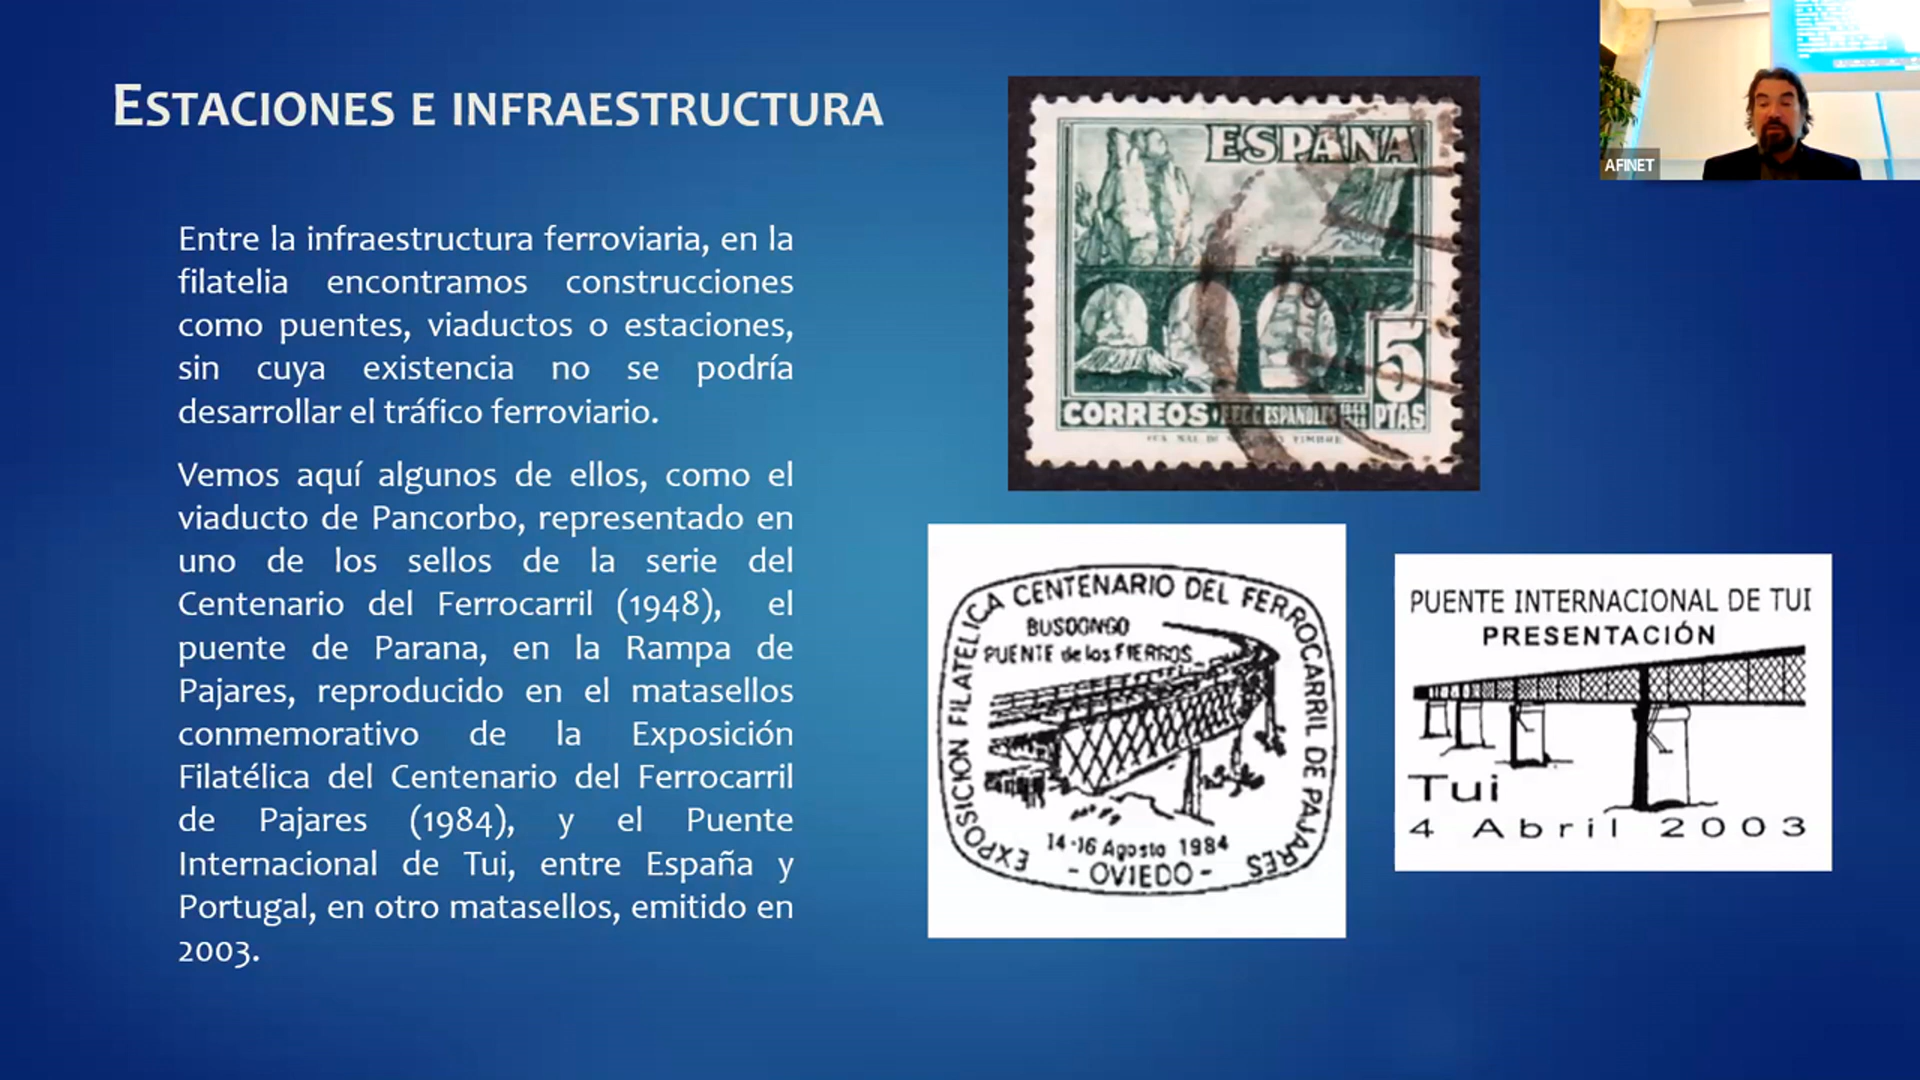 ESTACIONES E INFRAESTRUCTURA
Entre la infraestructura ferroviaria, en la
filatelia encontramos construcciones
como puentes, viaductos o estaciones,
sin cuya existencia no se podría
desarrollar el tráfico ferroviario.
Vemos aquí algunos de ellos, como el
viaducto de Pancorbo, representado en
uno de los sellos de la serie del
Centenario del Ferrocarril (1948), el
puente de Parana, en la Rampa de
Pajares, reproducido en el matasellos
conmemorativo de la Exposición
Filatélica del Centenario del Ferrocarril
de Pajares (1984), y el Puente
Internacional de Tui, entre España y
Portugal, en otro matasellos, emitido en
2003.
ESPAÑA
5
CORREOS ESPAÑOLES PTAS
TIMBRE
EXPOSICION FILATELICA CENTENARIO DEL FERROCARRIL DE PAJARES
BUSDONGO
PUENTE de los FIERROS
14-16 Agosto 1984
- OVIEDO -
PUENTE INTERNACIONAL DE TUI
PRESENTACIÓN
Tui
4 Abril 2003
AFINET